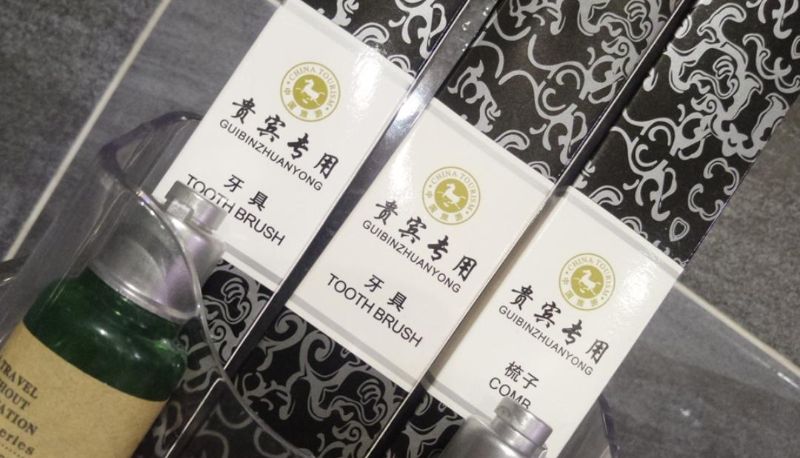 CHINA TOURISM
贵宾专用
GUIBINZHUANYONG
牙具
TOOTH BRUSH
CHINA TOURISM
贵宾专用
GUIBINZHUANYONG
牙具
TOOTH BRUSH
CHINA TOURISM
贵宾专用
GUIBINZHUANYONG
梳子
COMB
TRAVEL